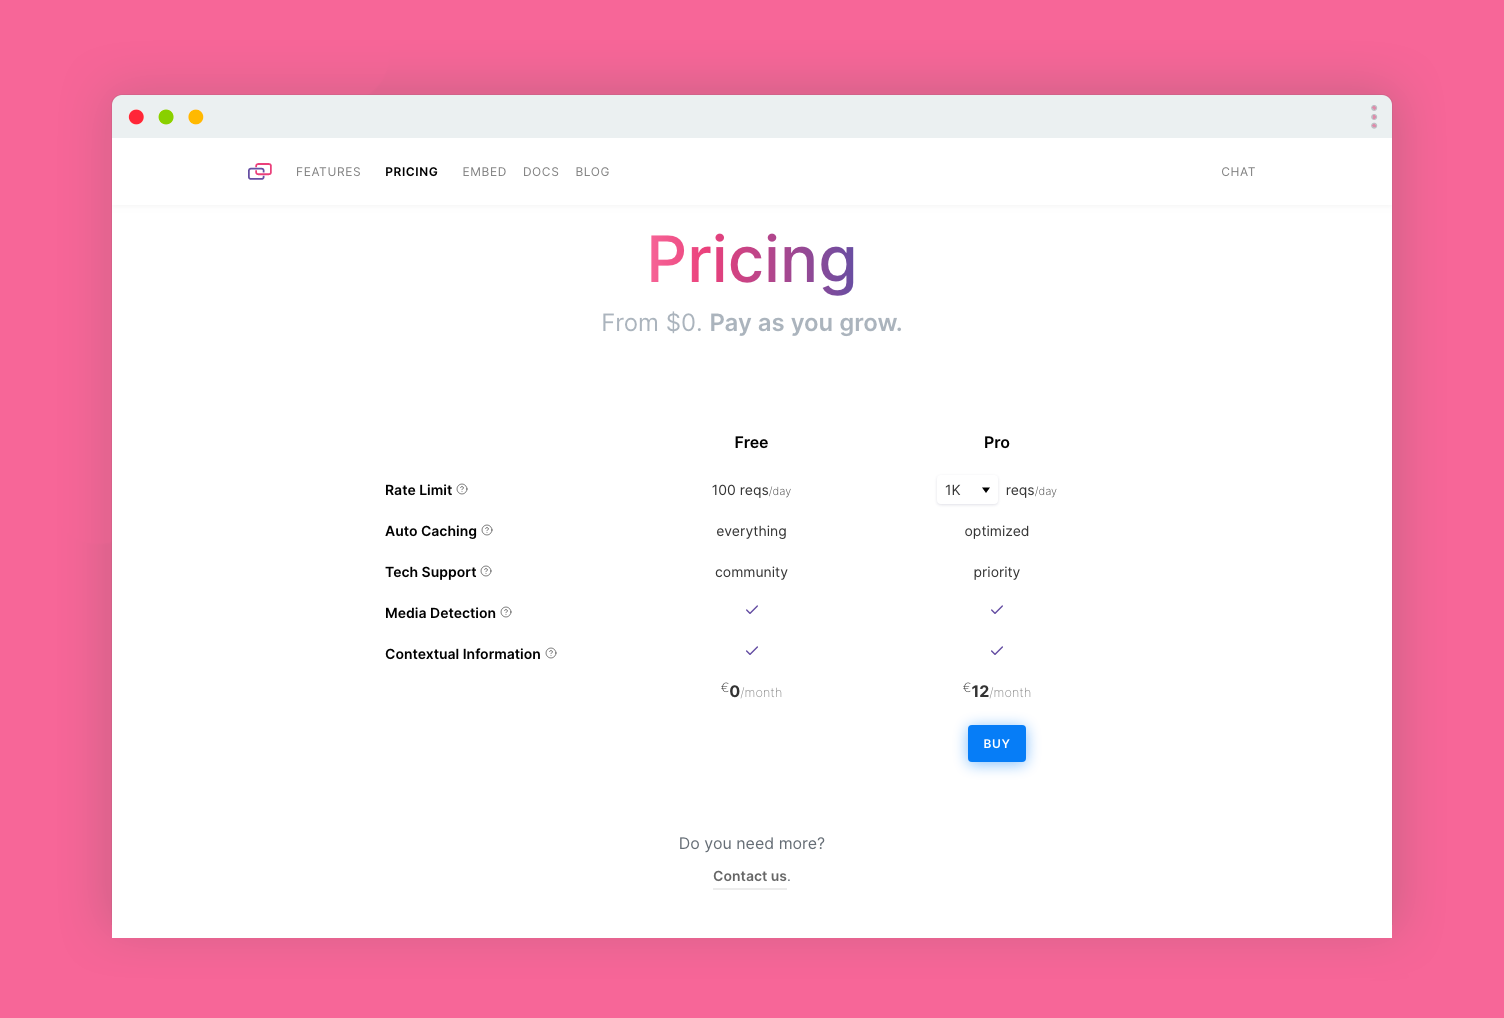 FEATURES PRICING EMBED DOCS BLOG CHAT
Pricing
From $0. Pay as you grow.
Free Pro
Rate Limit ? 100 reqs/day 1K reqs/day
Auto Caching ? everything optimized
Tech Support ? community priority
Media Detection ?
Contextual Information ?
€0/month €12/month
BUY
Do you need more?
Contact us.